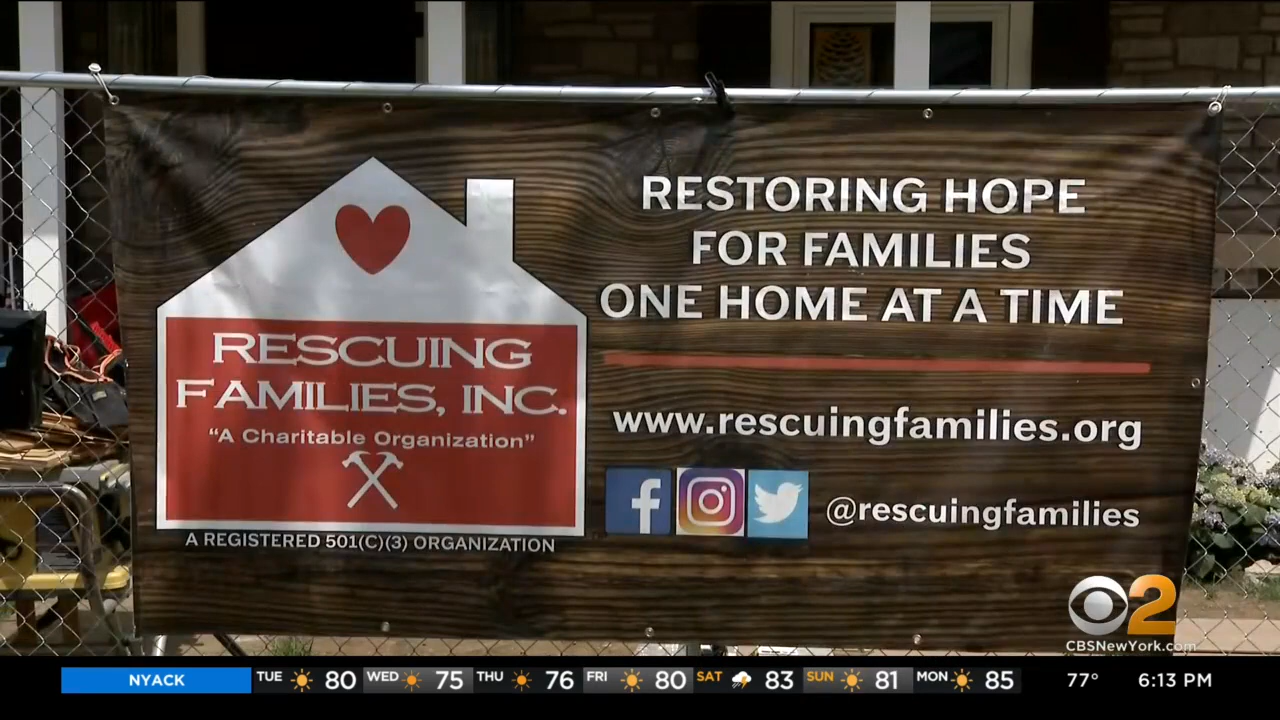 RESTORING HOPE
FOR FAMILIES
ONE HOME AT A TIME
RESCUING
FAMILIES, INC.
"A Charitable Organization"
A REGISTERED 501(C)(3) ORGANIZATION
www.rescuingfamilies.org
@rescuingfamilies
2
CBSNewYork.com
NYACK TUE 80 WED 75 THU 76 FRI 80 SAT 83 SUN 81 MON 85 77° 6:13 PM